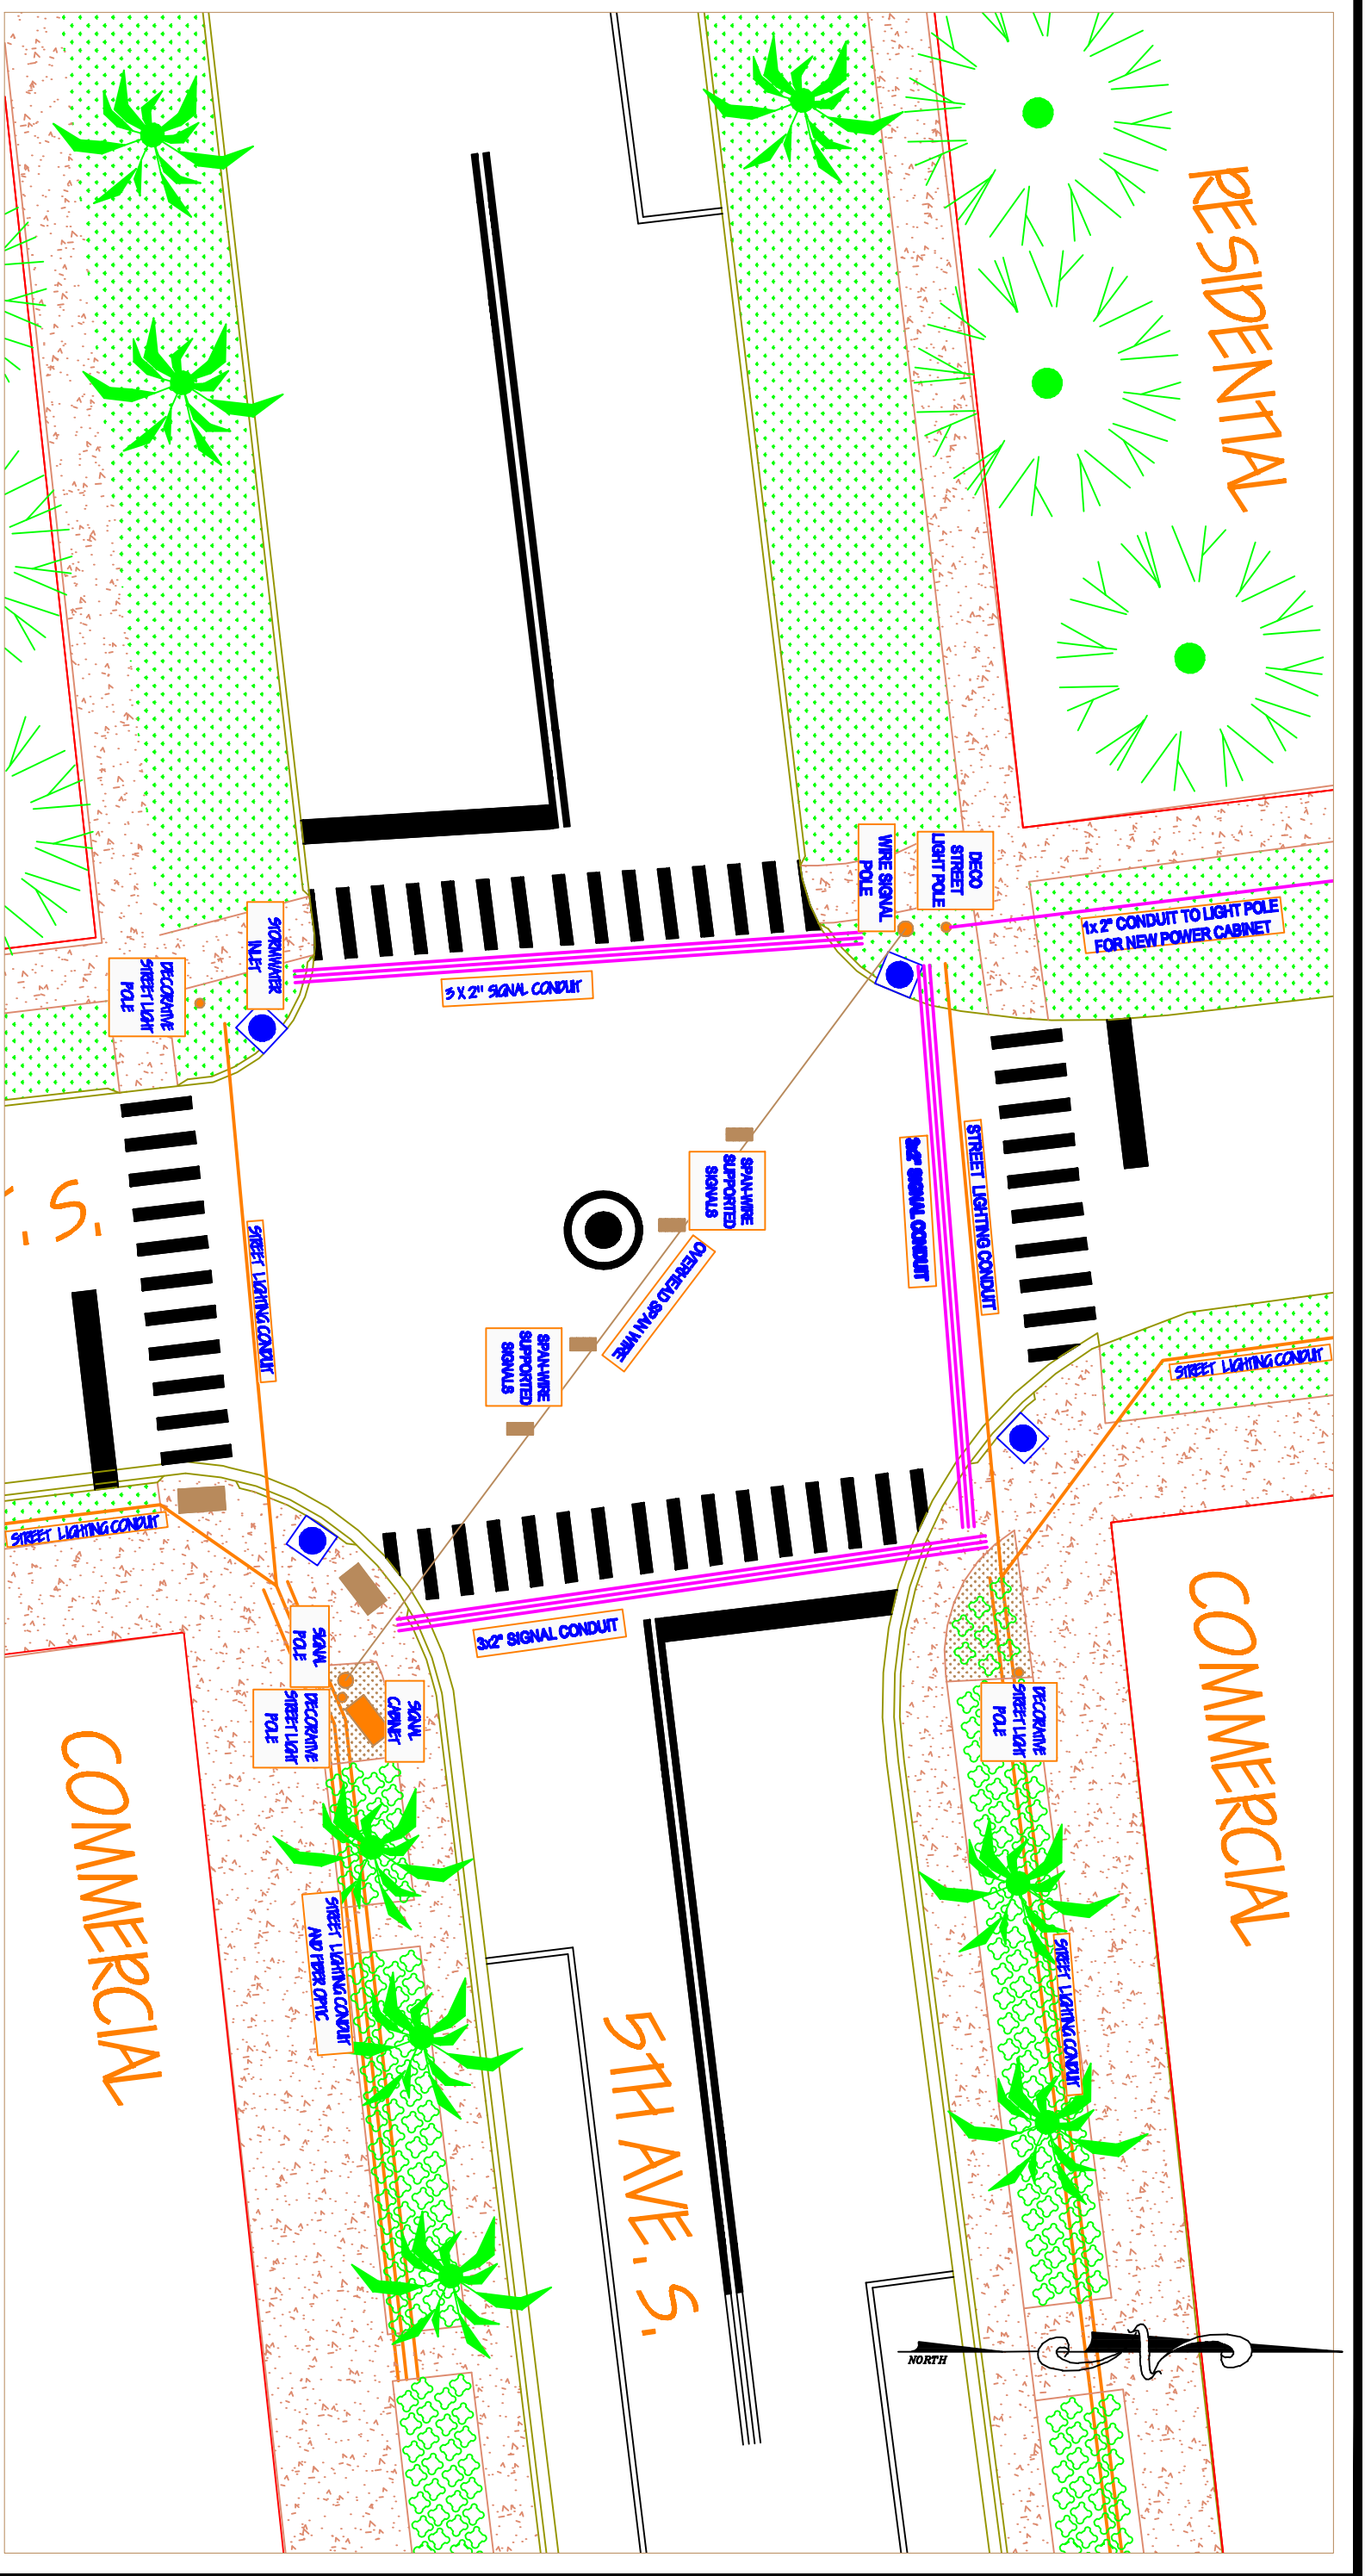 RESIDENTIAL
DECO
STREET
LIGHT POLE
WIRE SIGNAL
POLE
1x 2" CONDUIT TO LIGHT POLE
FOR NEW POWER CABINET
STORMWATER
INLET
DECORATIVE
STREET LIGHT
POLE
3 X 2" SIGNAL CONDUIT
STREET LIGHTING CONDUIT
3x2" SIGNAL CONDUIT
SPAN-WIRE
SUPPORTED
SIGNALS
OVERHEAD SPAN WIRE
STREET LIGHTING CONDUIT
.S.
SPAN-WIRE
SUPPORTED
SIGNALS
STREET LIGHTING CONDUIT
STREET LIGHTING CONDUIT
3x2" SIGNAL CONDUIT
SIGNAL
POLE
SIGNAL
CABINET
DECORATIVE
STREET LIGHT
POLE
DECORATIVE
STREET LIGHT
POLE
COMMERCIAL
COMMERCIAL
STREET LIGHTING CONDUIT
AND FIBER OPTIC
STREET LIGHTING CONDUIT
5TH AVE. S.
NORTH